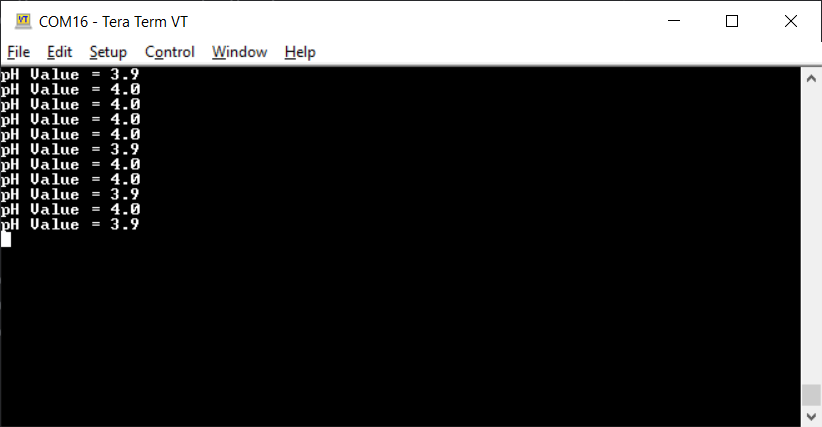 VT
COM16 - Tera Term VT
File Edit Setup Control Window Help
pH Value = 3.9
pH Value = 4.0
pH Value = 4.0
pH Value = 4.0
pH Value = 4.0
pH Value = 3.9
pH Value = 4.0
pH Value = 4.0
pH Value = 3.9
pH Value = 4.0
pH Value = 3.9